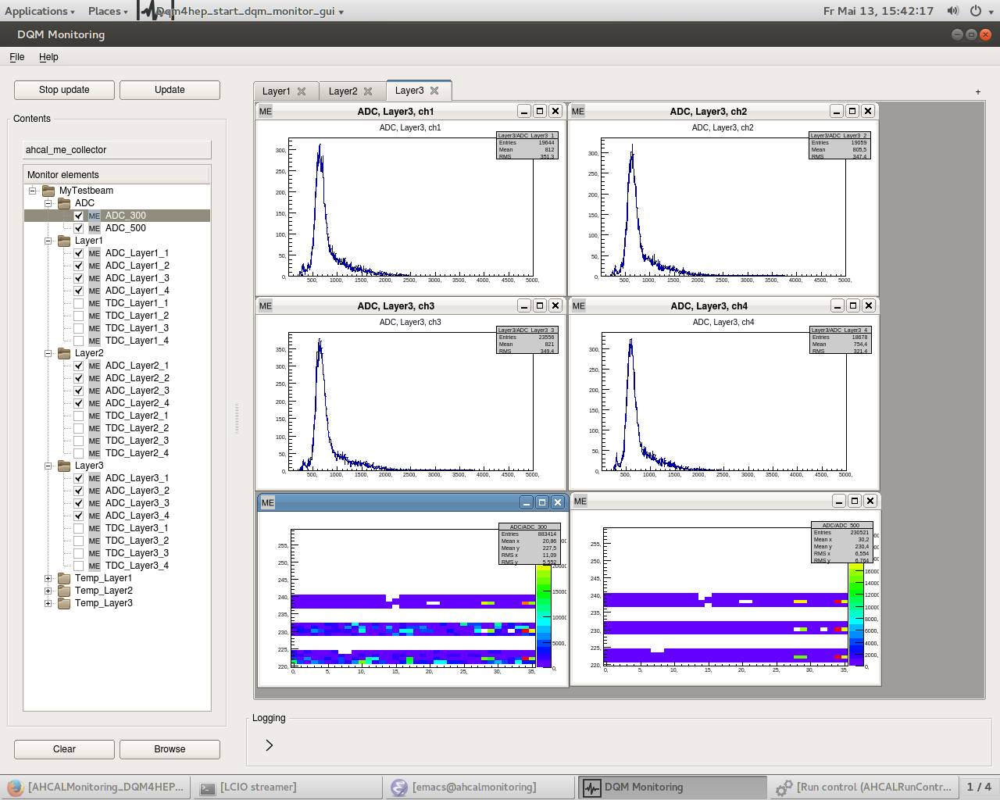 Applications Places Dqm4hep_start_dqm_monitor_gui Fr Mai 13, 15:42:17
DQM Monitoring
File Help
Stop update Update
Contents
ahcal_me_collector
Monitor elements
MyTestbeam
ADC
ME ADC_300
ME ADC_500
Layer1
ME ADC_Layer1_1
ME ADC_Layer1_2
ME ADC_Layer1_3
ME ADC_Layer1_4
ME TDC_Layer1_1
ME TDC_Layer1_2
ME TDC_Layer1_3
ME TDC_Layer1_4
Layer2
ME ADC_Layer2_1
ME ADC_Layer2_2
ME ADC_Layer2_3
ME ADC_Layer2_4
ME TDC_Layer2_1
ME TDC_Layer2_2
ME TDC_Layer2_3
ME TDC_Layer2_4
Layer3
ME ADC_Layer3_1
ME ADC_Layer3_2
ME ADC_Layer3_3
ME ADC_Layer3_4
ME TDC_Layer3_1
ME TDC_Layer3_2
ME TDC_Layer3_3
ME TDC_Layer3_4
Temp_Layer1
Temp_Layer2
Temp_Layer3
Clear Browse
Layer1 Layer2 Layer3 +
ME ADC, Layer3, ch1
ADC, Layer3, ch1
Layer3/ADC_Layer3_1
Entries 19644
Mean 812
RMS 351,3
300,
250,
200,
150,
100,
50,
0,
500, 1000, 1500, 2000, 2500, 3000, 3500, 4000, 4500, 5000,
ME ADC, Layer3, ch2
ADC, Layer3, ch2
Layer3/ADC_Layer3_2
Entries 19059
Mean 805,5
RMS 347,4
300,
250,
200,
150,
100,
50,
0,
500, 1000, 1500, 2000, 2500, 3000, 3500, 4000, 4500, 5000,
ME ADC, Layer3, ch3
ADC, Layer3, ch3
Layer3/ADC_Layer3_3
Entries 23556
Mean 821
RMS 349,4
350,
300,
250,
200,
150,
100,
50,
0,
500, 1000, 1500, 2000, 2500, 3000, 3500, 4000, 4500, 5000,
ME ADC, Layer3, ch4
ADC, Layer3, ch4
Layer3/ADC_Layer3_4
Entries 18678
Mean 754,4
RMS 321,4
300,
250,
200,
150,
100,
50,
0,
500, 1000, 1500, 2000, 2500, 3000, 3500, 4000, 4500, 5000,
ME
ADC/ADC_300
Entries 883414
Mean x 20,86
Mean y 227,5
RMS x 11,09
RMS y 5,552
255,
250,
245,
240,
235,
230,
225,
220,
0, 5, 10, 15, 20, 25, 30, 35,
20000
15000
10000
5000,
0,
ME
ADC/ADC_500
Entries 230521
Mean x 30,2
Mean y 230,4
RMS x 6,554
RMS y 6,764
255,
250,
245,
240,
235,
230,
225,
220,
0, 5, 10, 15, 20, 25, 30, 35,
16000
14000
12000
10000
8000,
6000,
4000,
2000,
0,
Logging
>
[AHCALMonitoring_DQM4HEP... [LCIO streamer] [emacs@ahcalmonitoring] DQM Monitoring [Run control (AHCALRunContr... 1 / 4